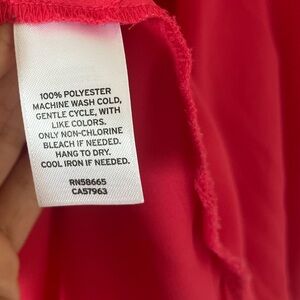 100% POLYESTER
MACHINE WASH COLD,
GENTLE CYCLE, WITH
LIKE COLORS.
ONLY NON-CHLORINE
BLEACH IF NEEDED.
HANG TO DRY.
COOL IRON IF NEEDED.
RN58665
CA57963